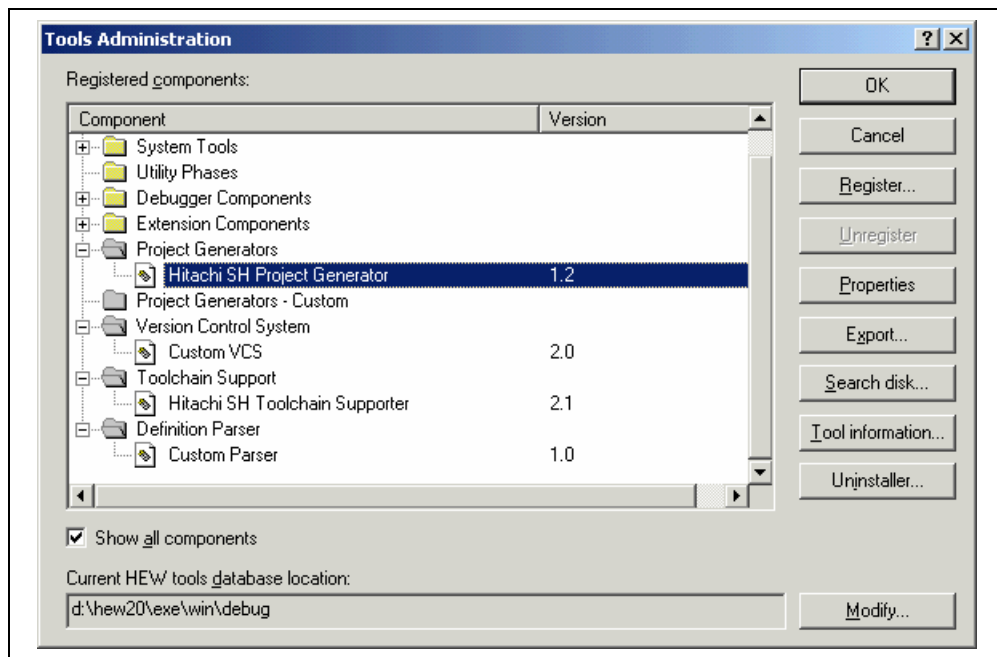 Tools Administration
Registered components:
Component Version
System Tools
Utility Phases
Debugger Components
Extension Components
Project Generators
Hitachi SH Project Generator 1.2
Project Generators - Custom
Version Control System
Custom VCS 2.0
Toolchain Support
Hitachi SH Toolchain Supporter 2.1
Definition Parser
Custom Parser 1.0
Show all components
Current HEW tools database location:
d:\hew20\exe\win\debug
OK
Cancel
Register...
Unregister
Properties
Export...
Search disk...
Tool information...
Uninstaller...
Modify...